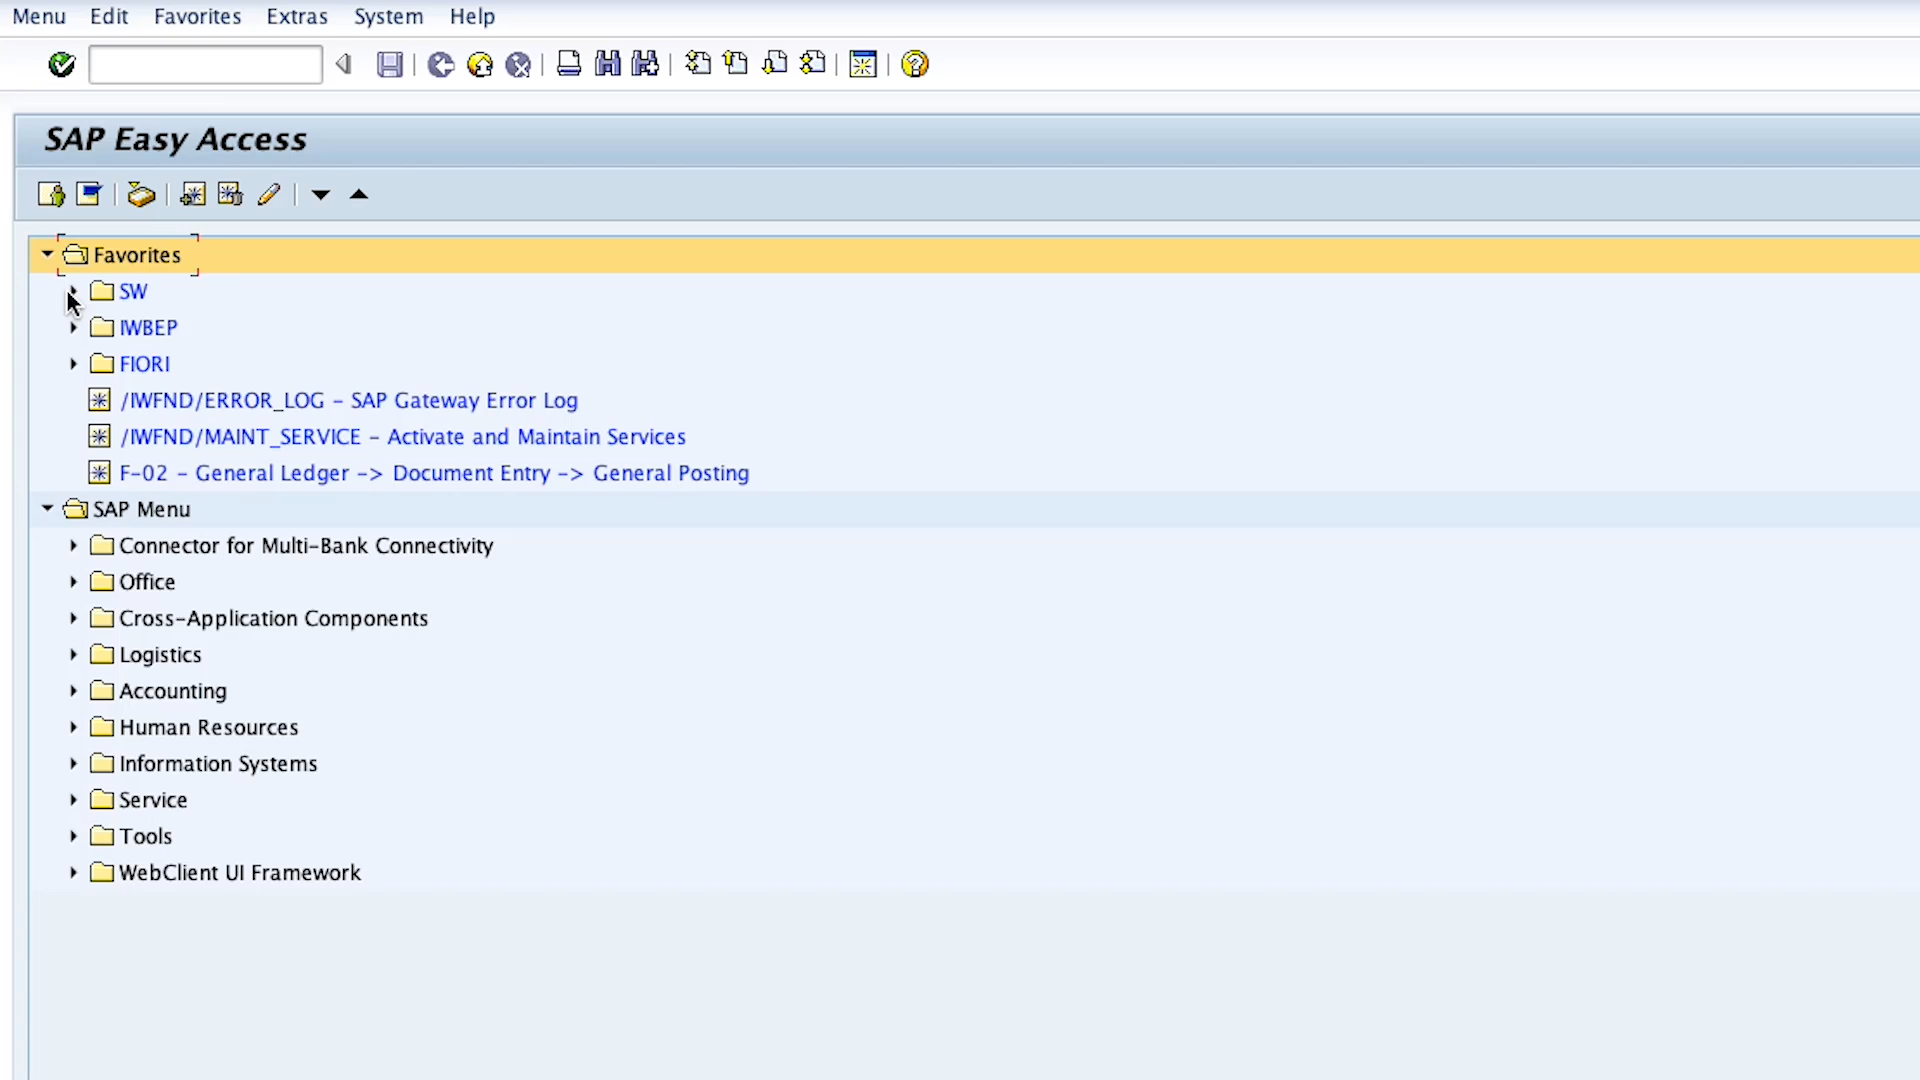 Menu Edit Favorites Extras System Help
SAP Easy Access
Favorites
SW
IWBEP
FIORI
/IWFND/ERROR_LOG - SAP Gateway Error Log
/IWFND/MAINT_SERVICE - Activate and Maintain Services
F-02 - General Ledger -> Document Entry -> General Posting
SAP Menu
Connector for Multi-Bank Connectivity
Office
Cross-Application Components
Logistics
Accounting
Human Resources
Information Systems
Service
Tools
WebClient UI Framework